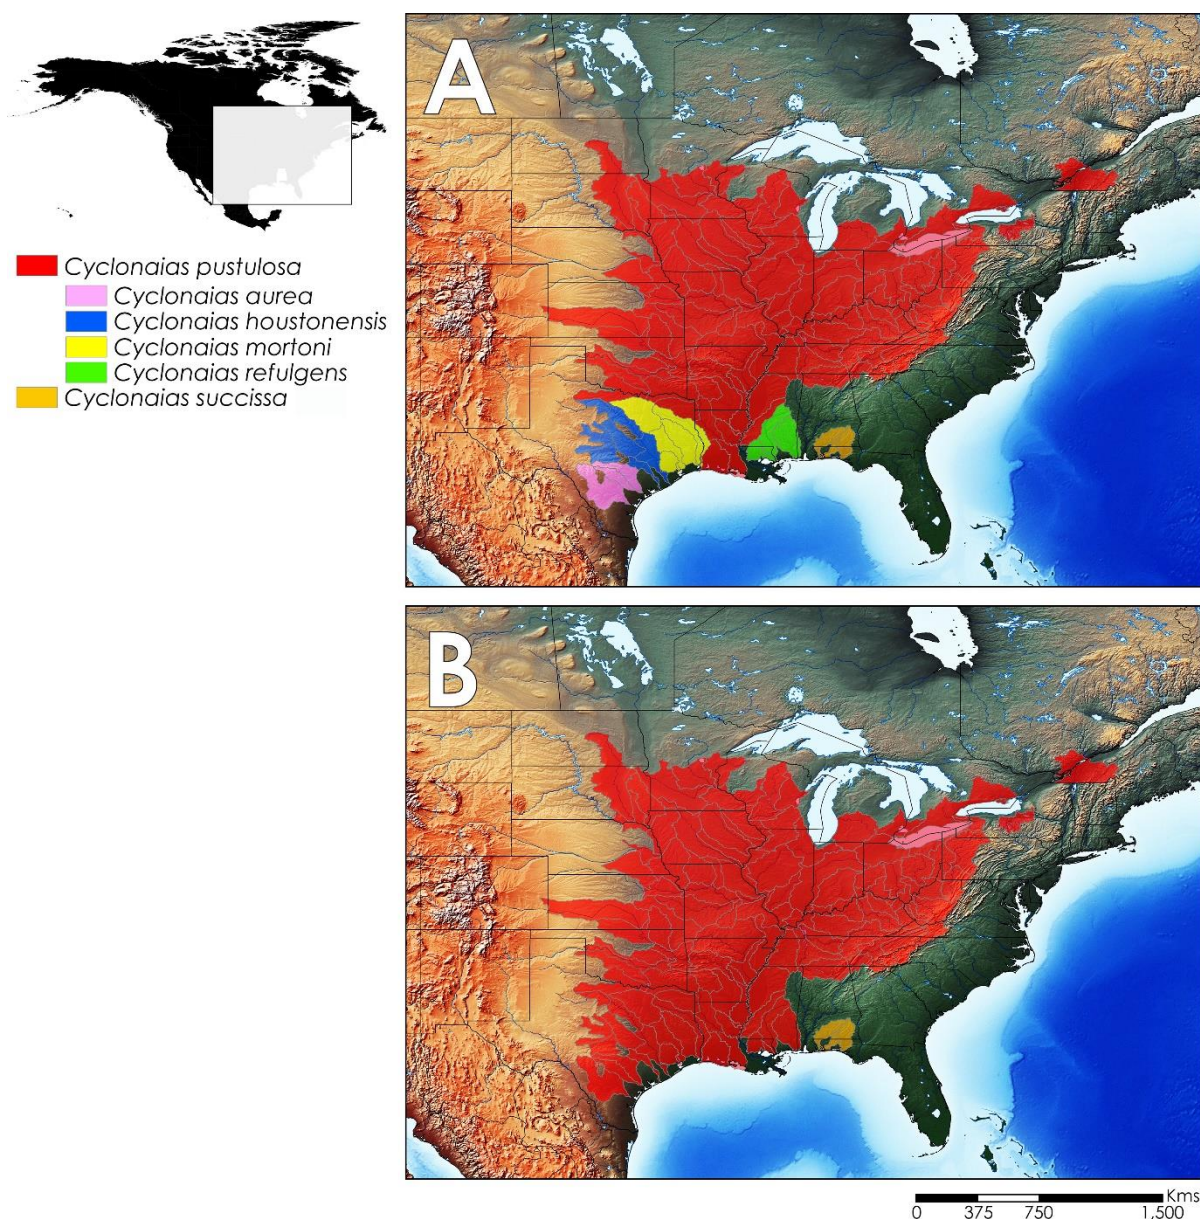 A
Cyclonaias pustulosa
Cyclonaias aurea
Cyclonaias houstonensis
Cyclonaias mortoni
Cyclonaias refulgens
Cyclonaias succissa
B
Kms
0 375 750 1,500